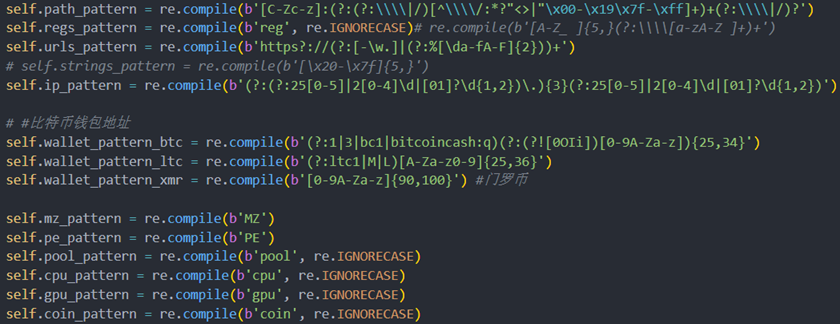 self.path_pattern = re.compile(b'[C-Zc-z]:(?:(?:\\\\|/)[^\\\\/:*?"<>|"\x00-\x19\x7f-\xff]+)+(?:\\\\|/)?')
self.regs_pattern = re.compile(b'reg', re.IGNORECASE)# re.compile(b'[A-Z_ ]{5,}(?:\\\\[a-zA-Z ]+)+')
self.urls_pattern = re.compile(b'https?://(?:[-\w.]|(?:%[\da-fA-F]{2}))+')
# self.strings_pattern = re.compile(b'[\x20-\x7f]{5,}')
self.ip_pattern = re.compile(b'(?:(?:25[0-5]|2[0-4]\d|[01]?\d{1,2})\.){3}(?:25[0-5]|2[0-4]\d|[01]?\d{1,2})')
# #比特币钱包地址
self.wallet_pattern_btc = re.compile(b'(?:1|3|bc1|bitcoincash:q)(?:(?![0OIi])[0-9A-Za-z]){25,34}')
self.wallet_pattern_ltc = re.compile(b'(?:ltc1|M|L)[A-Za-z0-9]{25,36}')
self.wallet_pattern_xmr = re.compile(b'[0-9A-Za-z]{90,100}') #门罗币
self.mz_pattern = re.compile(b'MZ')
self.pe_pattern = re.compile(b'PE')
self.pool_pattern = re.compile(b'pool', re.IGNORECASE)
self.cpu_pattern = re.compile(b'cpu', re.IGNORECASE)
self.gpu_pattern = re.compile(b'gpu', re.IGNORECASE)
self.coin_pattern = re.compile(b'coin', re.IGNORECASE)